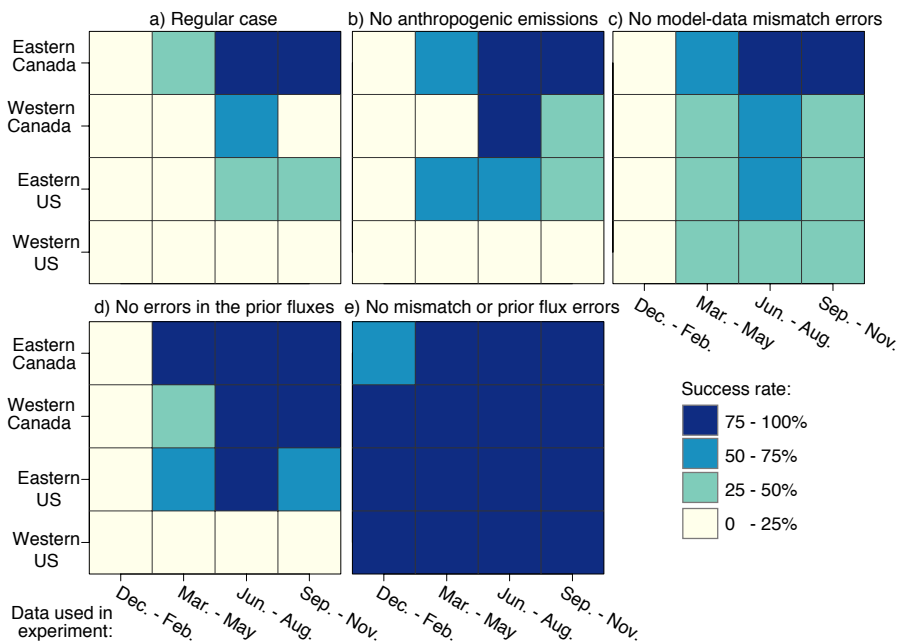 a) Regular case
b) No anthropogenic emissions
c) No model-data mismatch errors
Eastern
Canada
Western
Canada
Eastern
US
Western
US
Dec. - Feb.
Mar. - May
Jun. - Aug.
Sep. - Nov.
d) No errors in the prior fluxes
e) No mismatch or prior flux errors
Eastern
Canada
Western
Canada
Eastern
US
Western
US
Success rate:
75 - 100%
50 - 75%
25 - 50%
0 - 25%
Data used in
experiment:
Dec. - Feb.
Mar. - May
Jun. - Aug.
Sep. - Nov.
Dec. - Feb.
Mar. - May
Jun. - Aug.
Sep. - Nov.